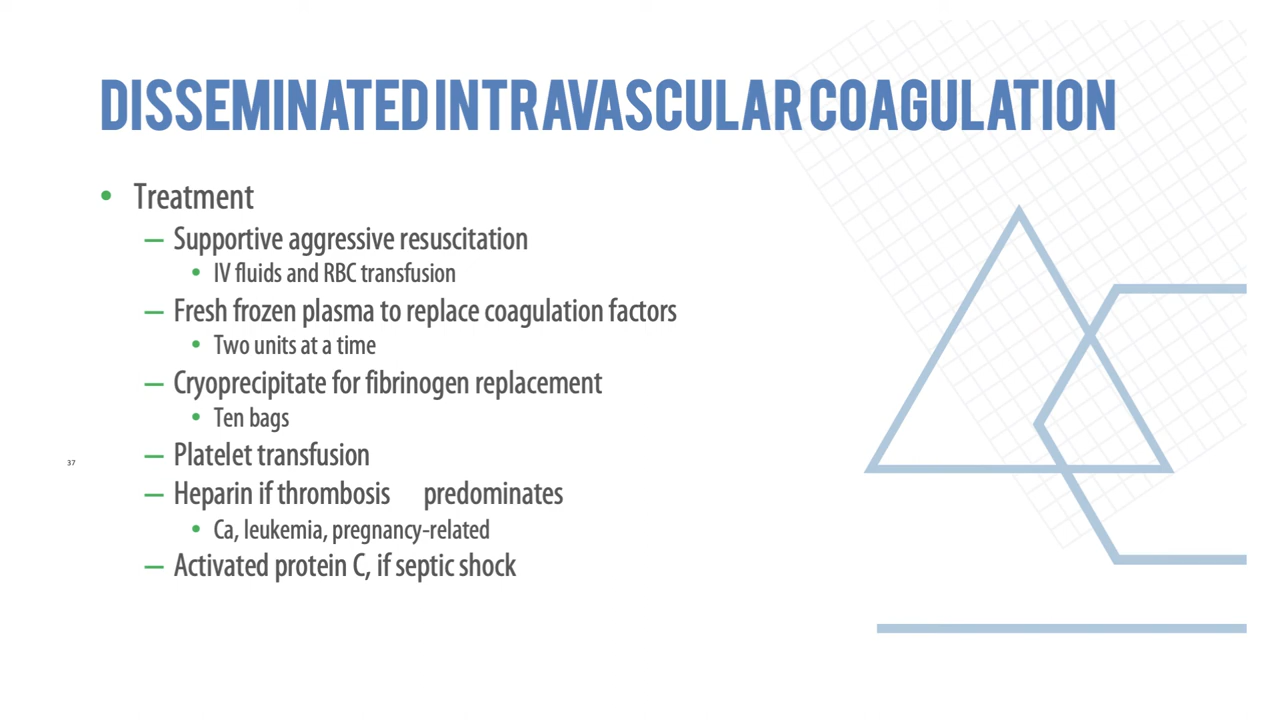 DISSEMINATED INTRAVASCULAR COAGULATION
• Treatment
– Supportive aggressive resuscitation
• IV fluids and RBC transfusion
– Fresh frozen plasma to replace coagulation factors
• Two units at a time
– Cryoprecipitate for fibrinogen replacement
• Ten bags
– Platelet transfusion
37
– Heparin if thrombosis predominates
• Ca, leukemia, pregnancy-related
– Activated protein C, if septic shock